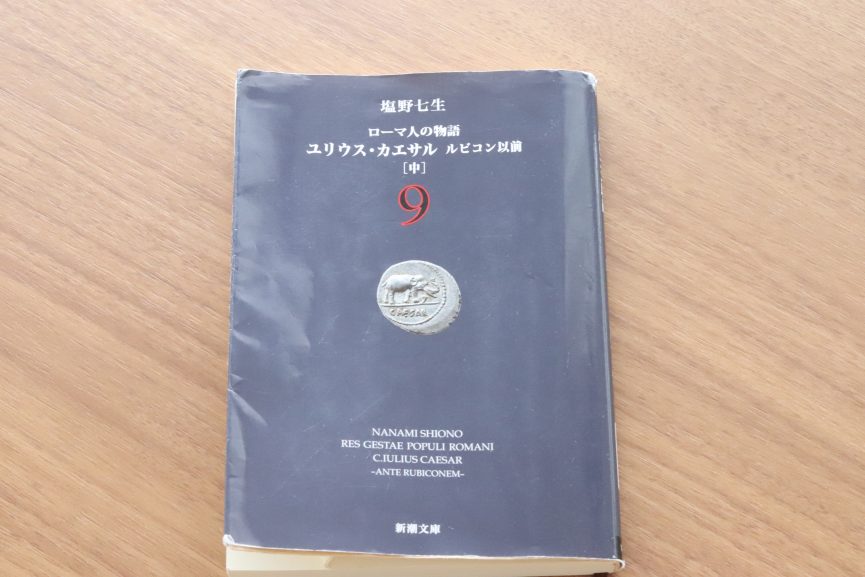 塩野七生
ローマ人の物語
ユリウス・カエサル ルビコン以前
[中]
9
CAESAR
NANAMI SHIONO
RES GESTAE POPULI ROMANI
C.IULIUS CAESAR
–ANTE RUBICONEM–
新潮文庫